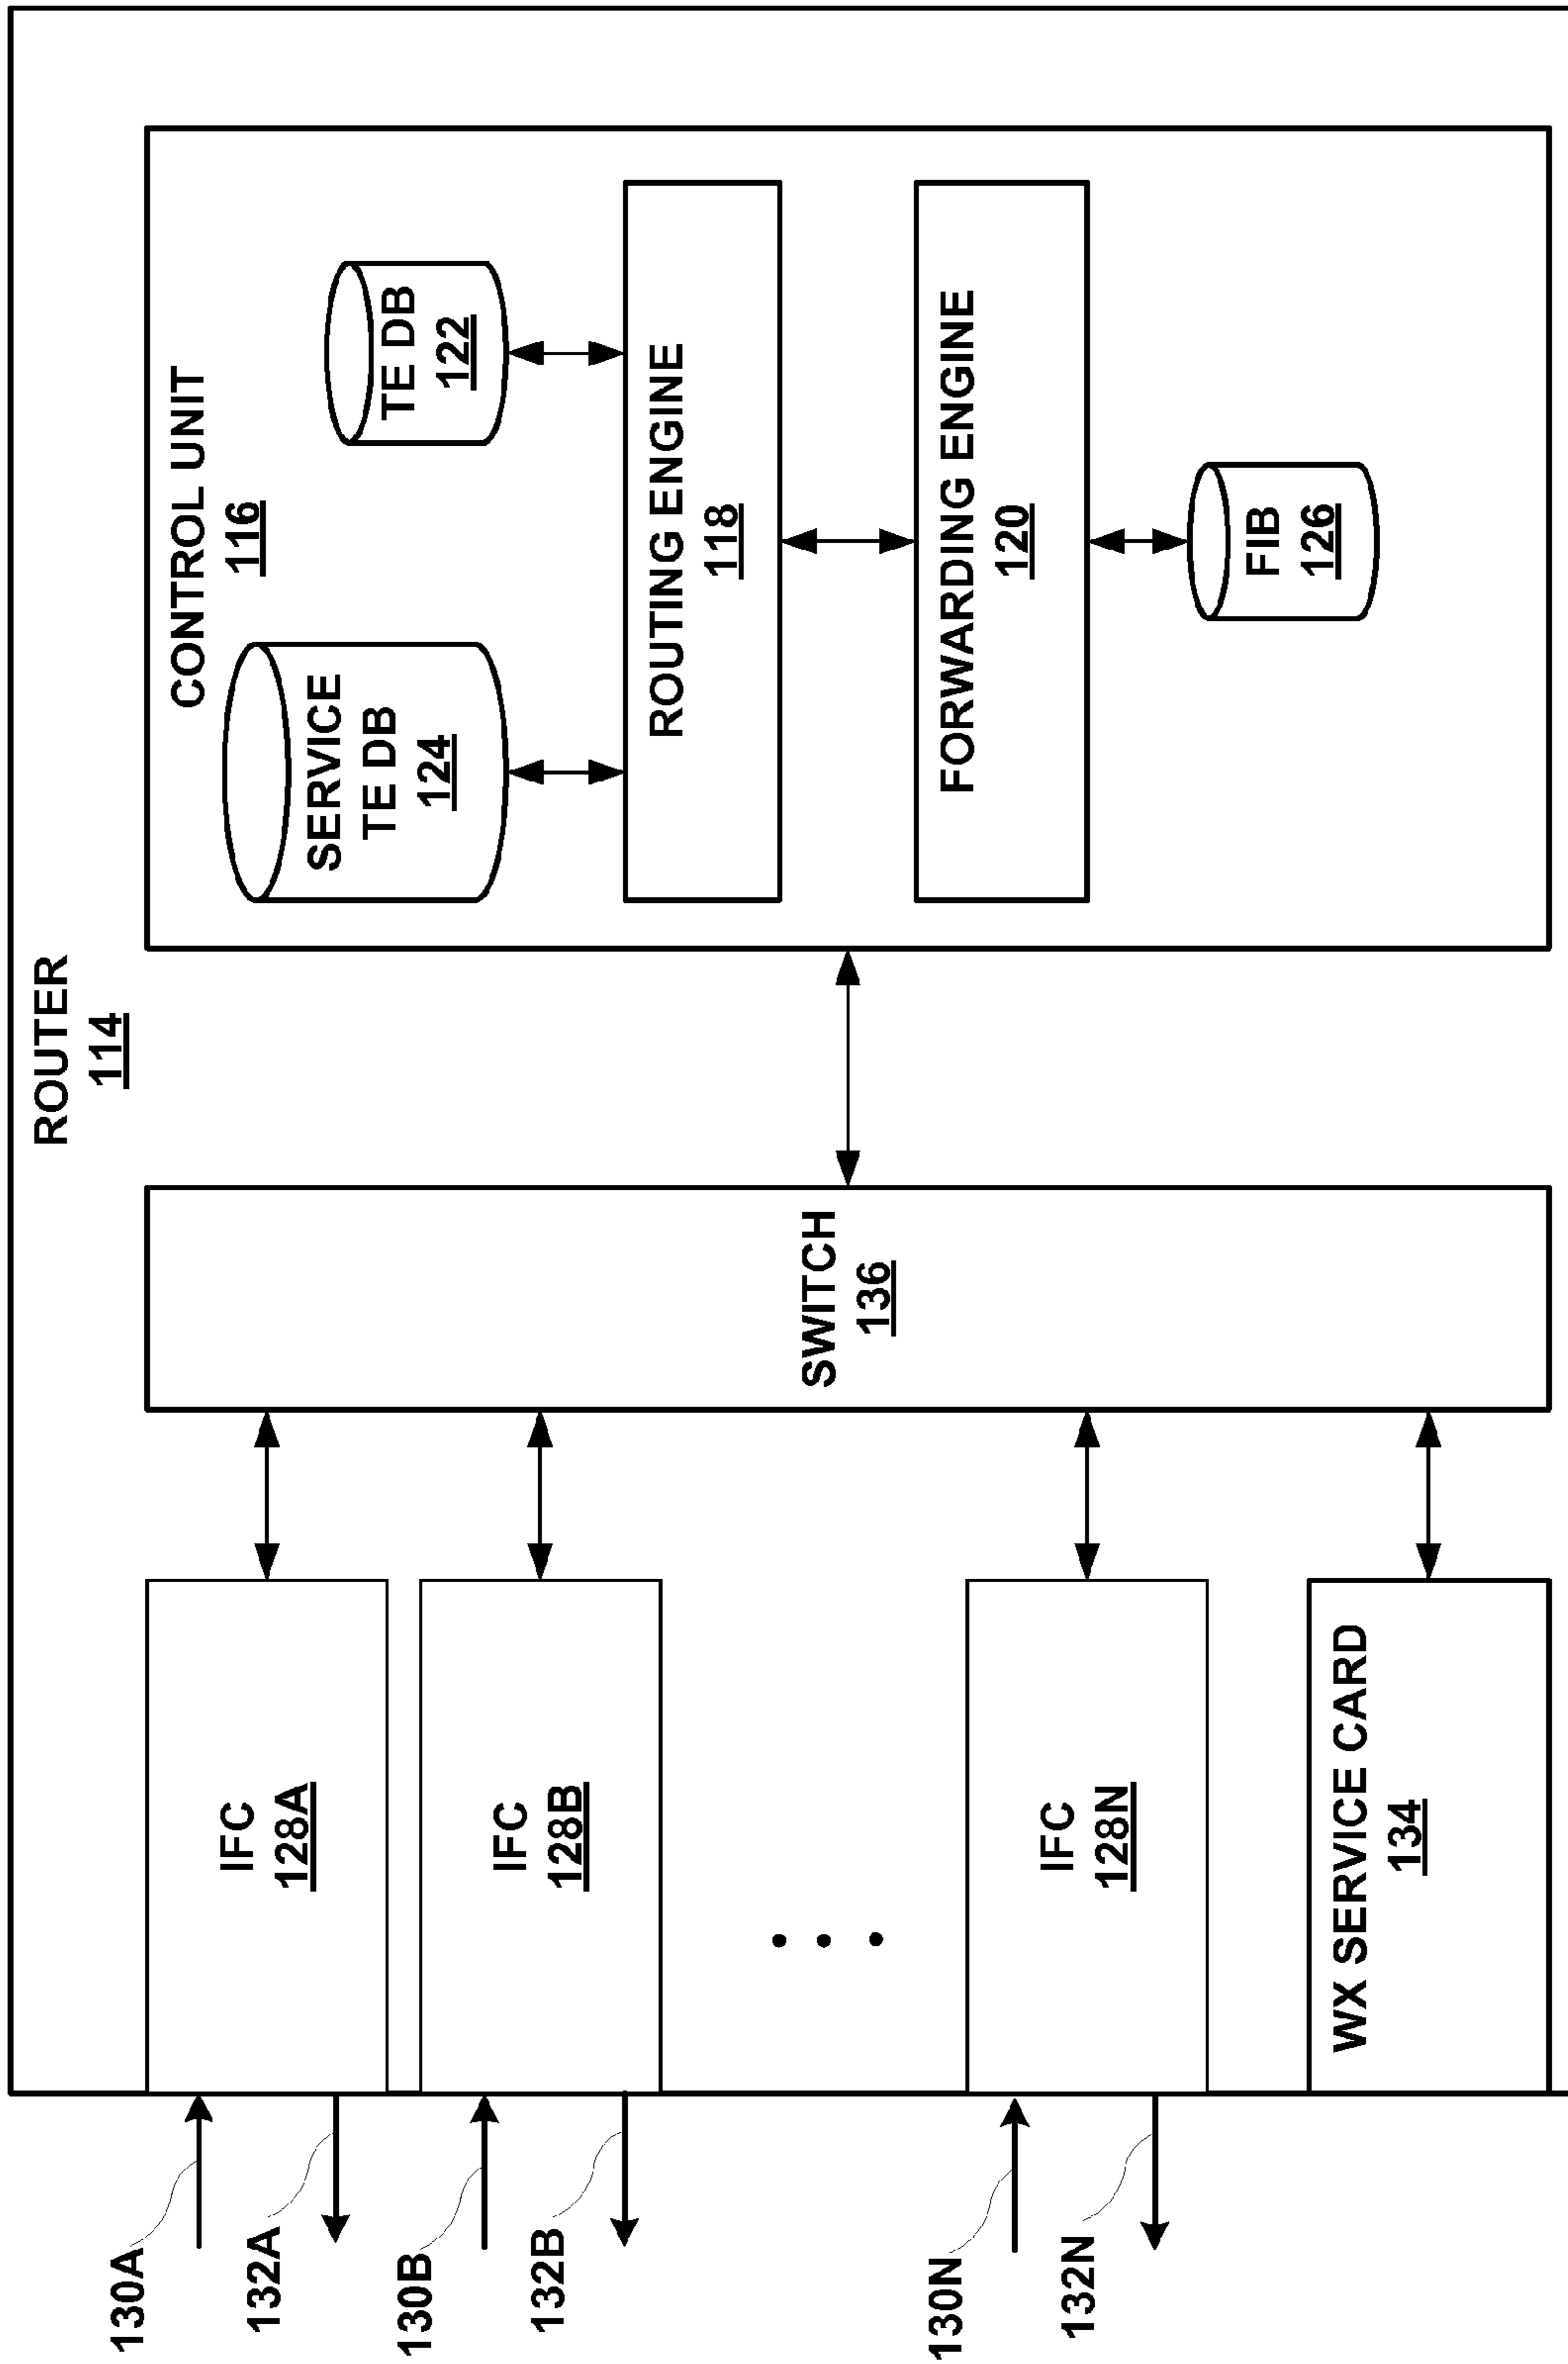 ROUTER
114
130A
132A
130B
132B
130N
132N
IFC
128A
IFC
128B
IFC
128N
WX SERVICE CARD
134
SWITCH
136
CONTROL UNIT
116
SERVICE
TE DB
124
TE DB
122
ROUTING ENGINE
118
FORWARDING ENGINE
120
FIB
126